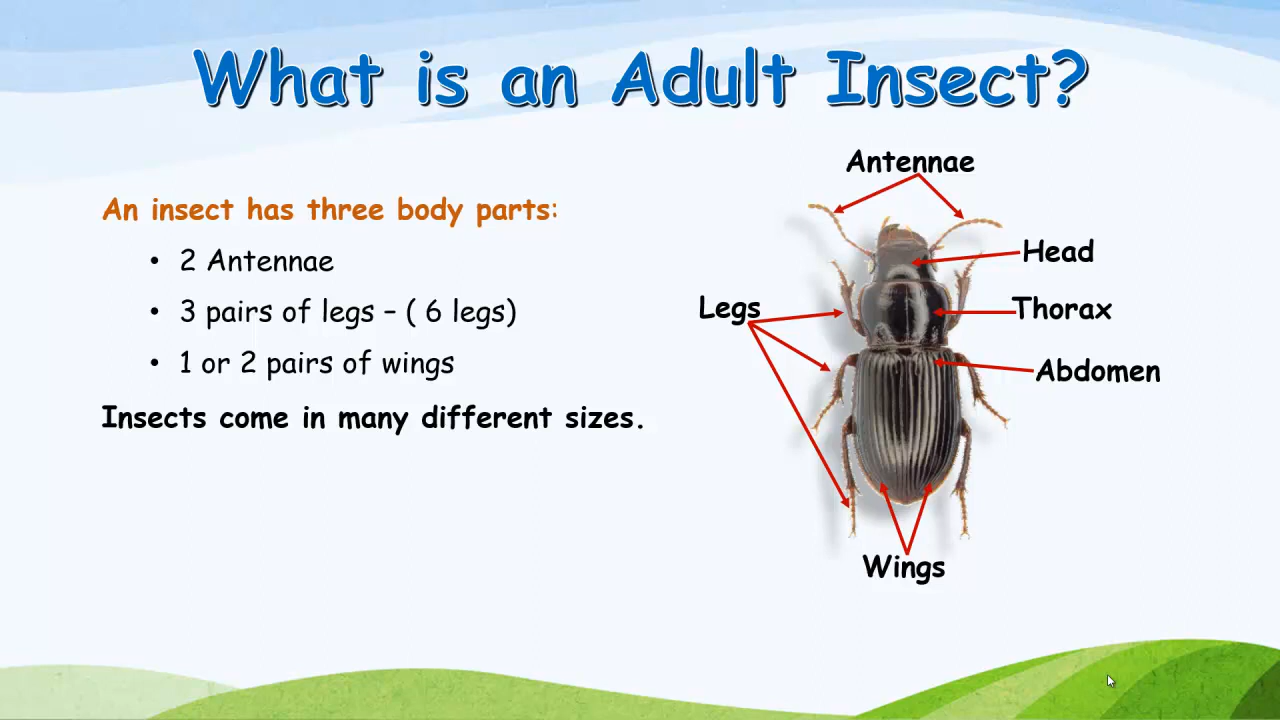 What is an Adult Insect?
An insect has three body parts:
• 2 Antennae
• 3 pairs of legs – ( 6 legs)
• 1 or 2 pairs of wings
Insects come in many different sizes.
Antennae
Head
Legs
Thorax
Abdomen
Wings